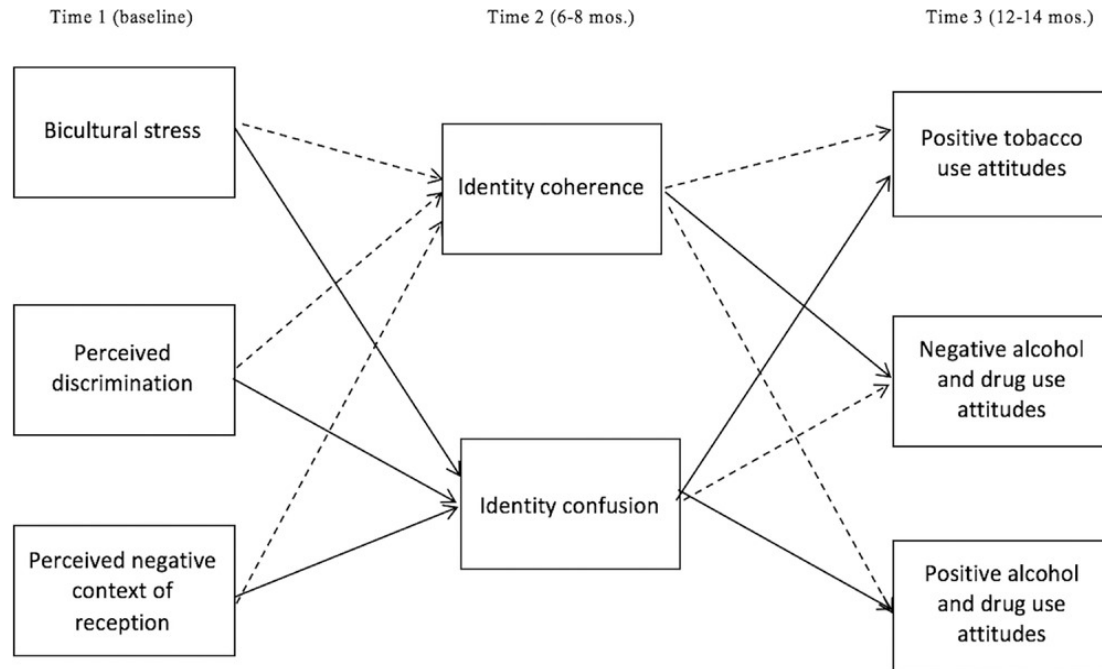 Time 1 (baseline)
Time 2 (6-8 mos.)
Time 3 (12-14 mos.)
Bicultural stress
Perceived
discrimination
Perceived negative
context of
reception
Identity coherence
Identity confusion
Positive tobacco
use attitudes
Negative alcohol
and drug use
attitudes
Positive alcohol
and drug use
attitudes